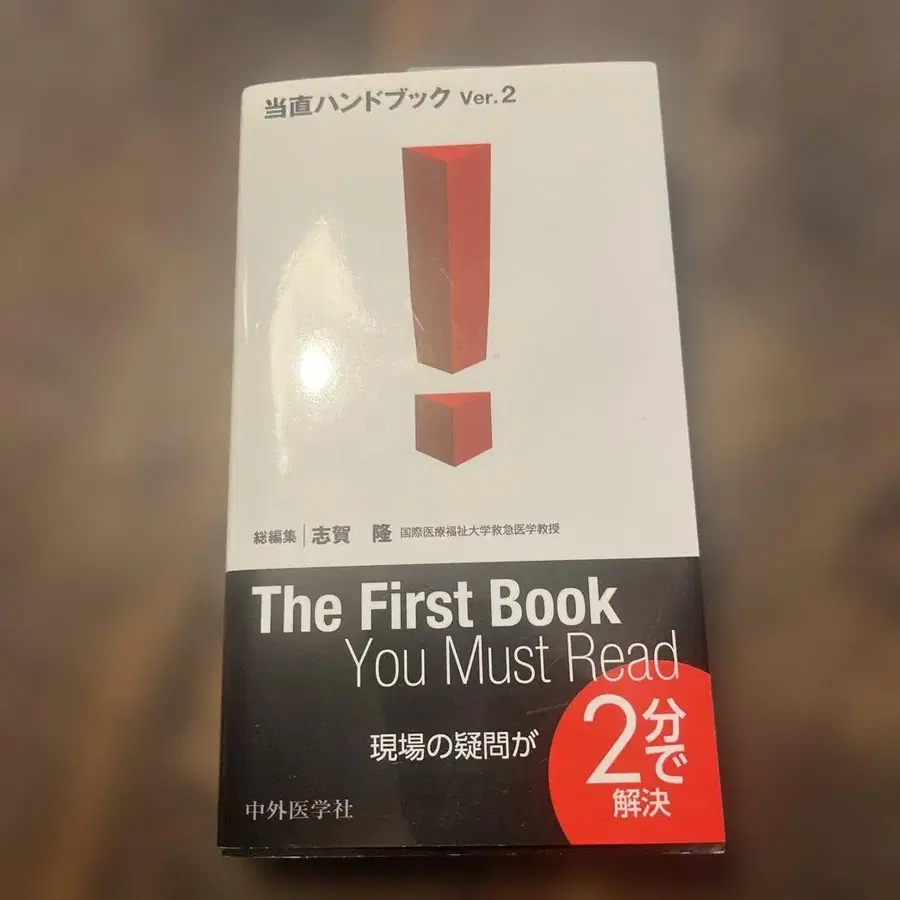 当直ハンドブック Ver.2
総編集 志賀 隆 国際医療福祉大学救急医学教授
The First Book
You Must Read
現場の疑問が
2分で
解決
中外医学社